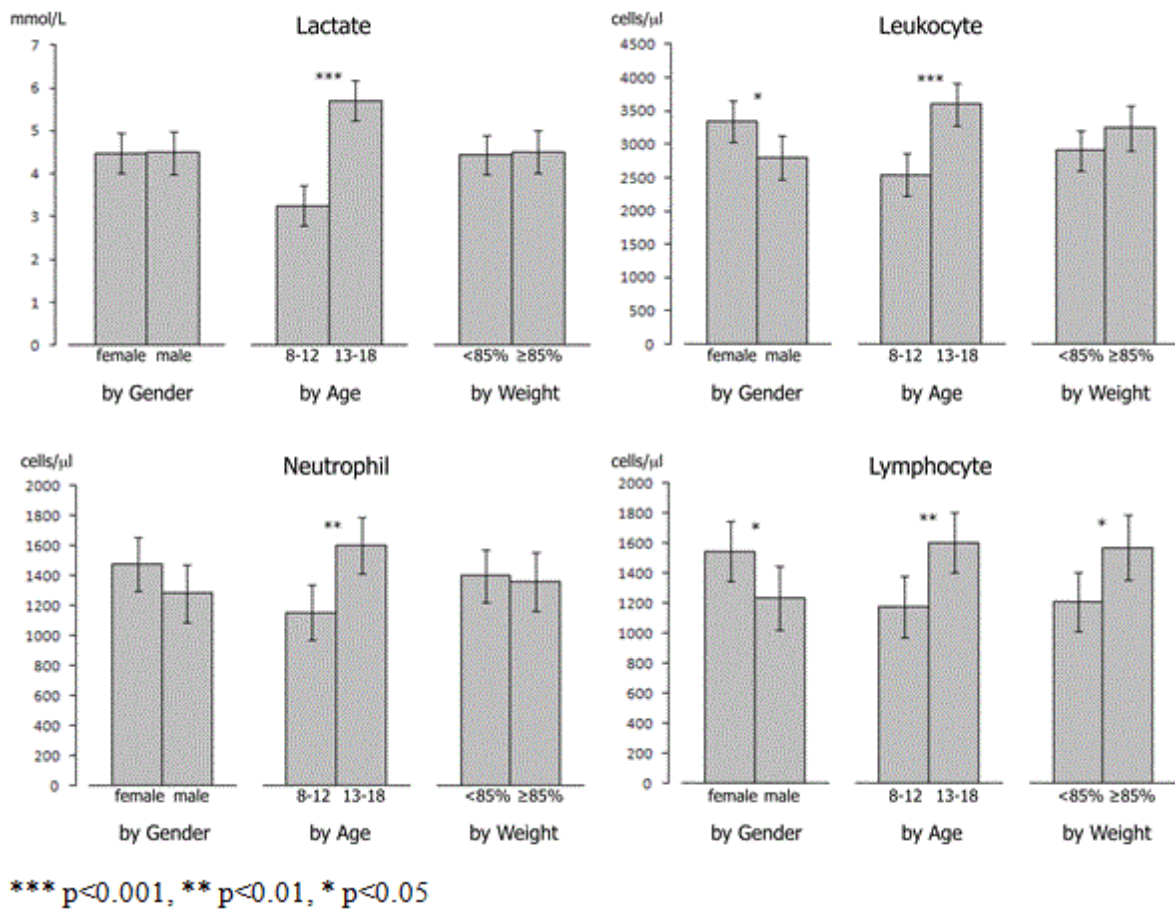 mmol/L
Lactate
7
6
5
4
3
2
1
0
***
female male
8-12 13-18
<85% ≥85%
by Gender
by Age
by Weight
cells/µl
Leukocyte
4500
4000
3500
3000
2500
2000
1500
1000
500
0
*
***
female male
8-12 13-18
<85% ≥85%
by Gender
by Age
by Weight
cells/µl
Neutrophil
2000
1800
1600
1400
1200
1000
800
600
400
200
0
**
female male
8-12 13-18
<85% ≥85%
by Gender
by Age
by Weight
cells/µl
Lymphocyte
2000
1800
1600
1400
1200
1000
800
600
400
200
0
*
**
*
female male
8-12 13-18
<85% ≥85%
by Gender
by Age
by Weight
*** p<0.001, ** p<0.01, * p<0.05